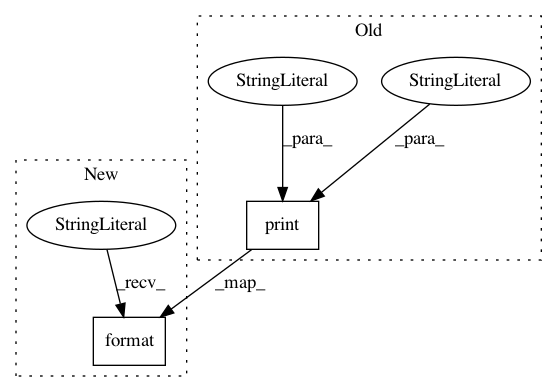 Old
StringLiteral StringLiteral
_para_ _para_
New
print
StringLiteral
_recv_ _map_
format